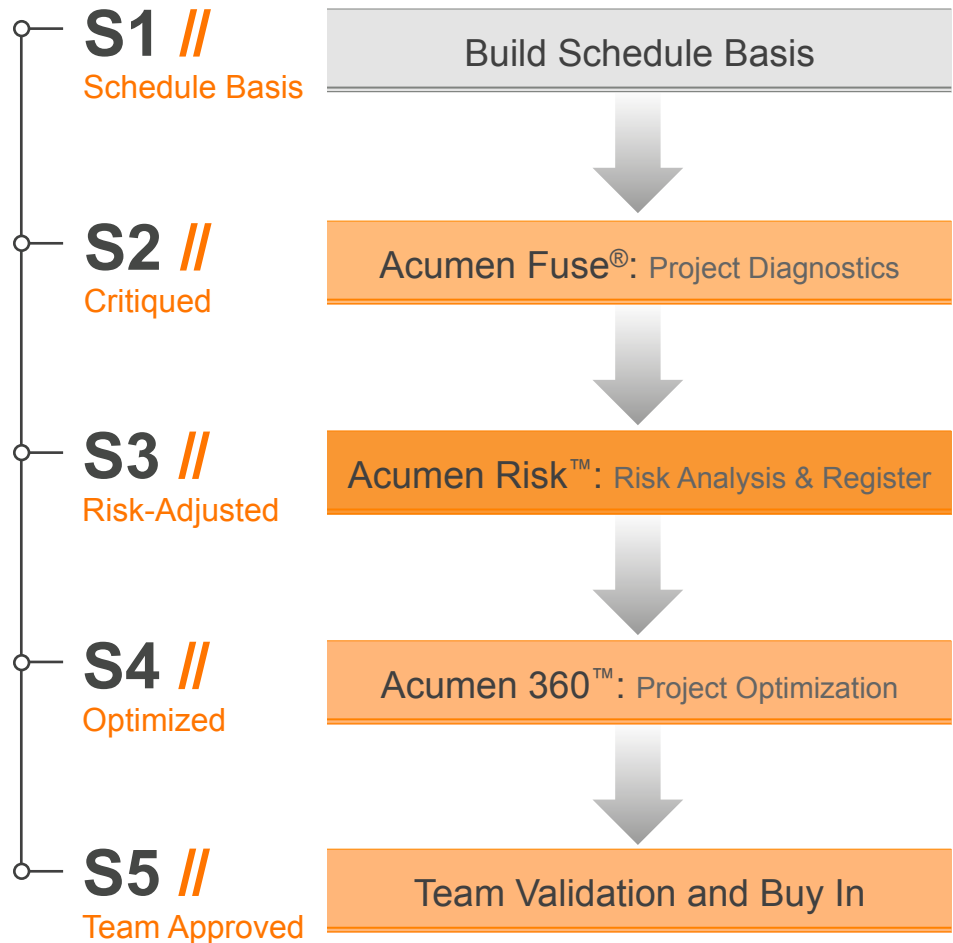 S1 //
Schedule Basis
Build Schedule Basis
S2 //
Critiqued
Acumen Fuse®: Project Diagnostics
S3 //
Risk-Adjusted
Acumen Risk™: Risk Analysis & Register
S4 //
Optimized
Acumen 360™: Project Optimization
S5 //
Team Approved
Team Validation and Buy In